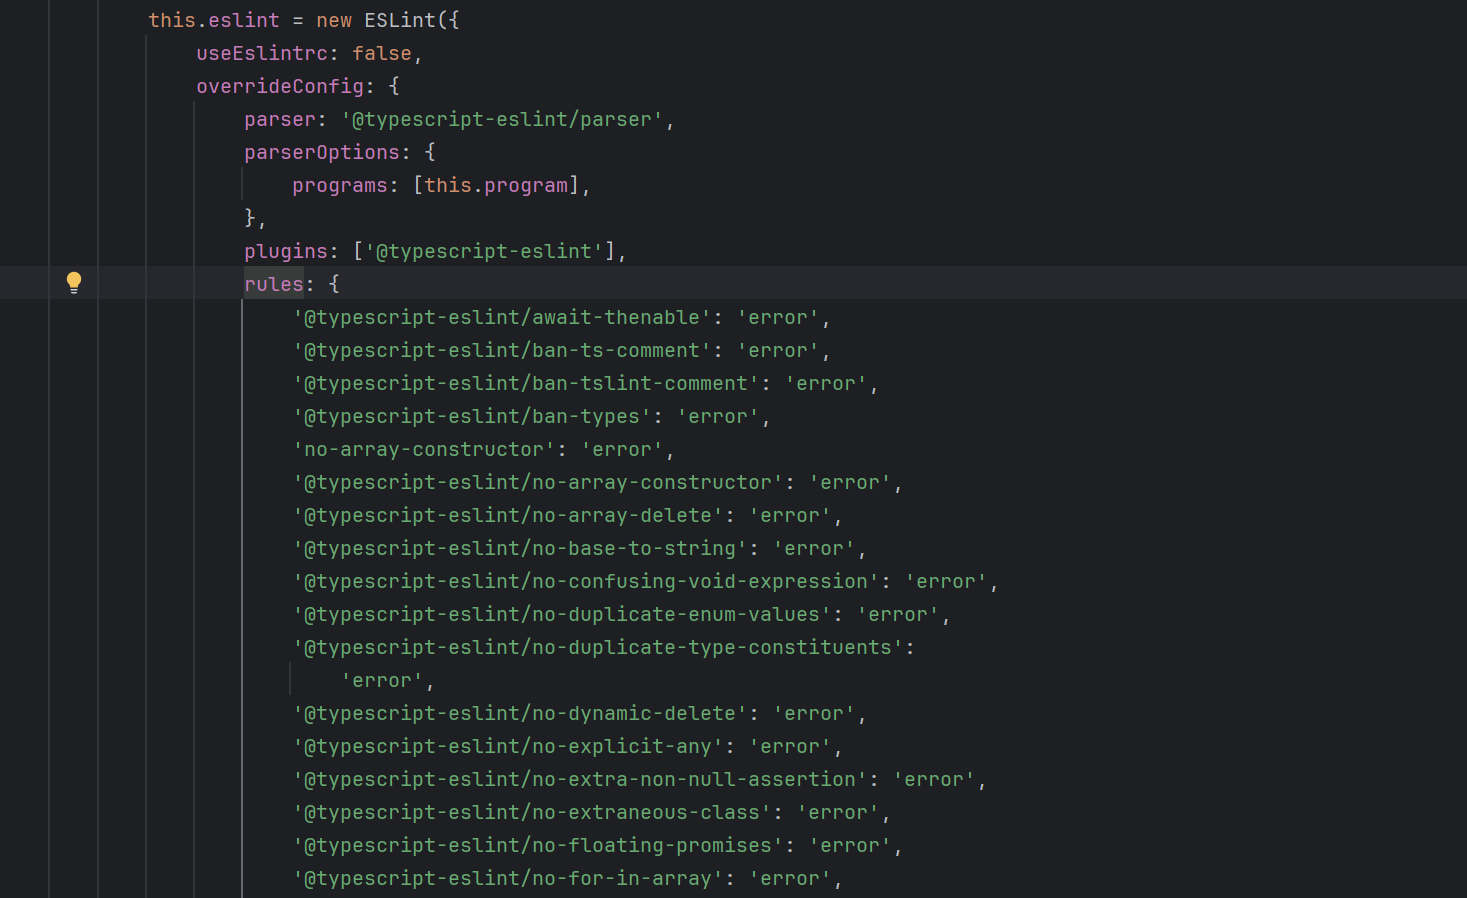 this.eslint = new ESLint({
useEslintrc: false,
overrideConfig: {
parser: '@typescript-eslint/parser',
parserOptions: {
programs: [this.program],
},
plugins: ['@typescript-eslint'],
rules: {
'@typescript-eslint/await-thenable': 'error',
'@typescript-eslint/ban-ts-comment': 'error',
'@typescript-eslint/ban-tslint-comment': 'error',
'@typescript-eslint/ban-types': 'error',
'no-array-constructor': 'error',
'@typescript-eslint/no-array-constructor': 'error',
'@typescript-eslint/no-array-delete': 'error',
'@typescript-eslint/no-base-to-string': 'error',
'@typescript-eslint/no-confusing-void-expression': 'error',
'@typescript-eslint/no-duplicate-enum-values': 'error',
'@typescript-eslint/no-duplicate-type-constituents':
'error',
'@typescript-eslint/no-dynamic-delete': 'error',
'@typescript-eslint/no-explicit-any': 'error',
'@typescript-eslint/no-extra-non-null-assertion': 'error',
'@typescript-eslint/no-extraneous-class': 'error',
'@typescript-eslint/no-floating-promises': 'error',
'@typescript-eslint/no-for-in-array': 'error',